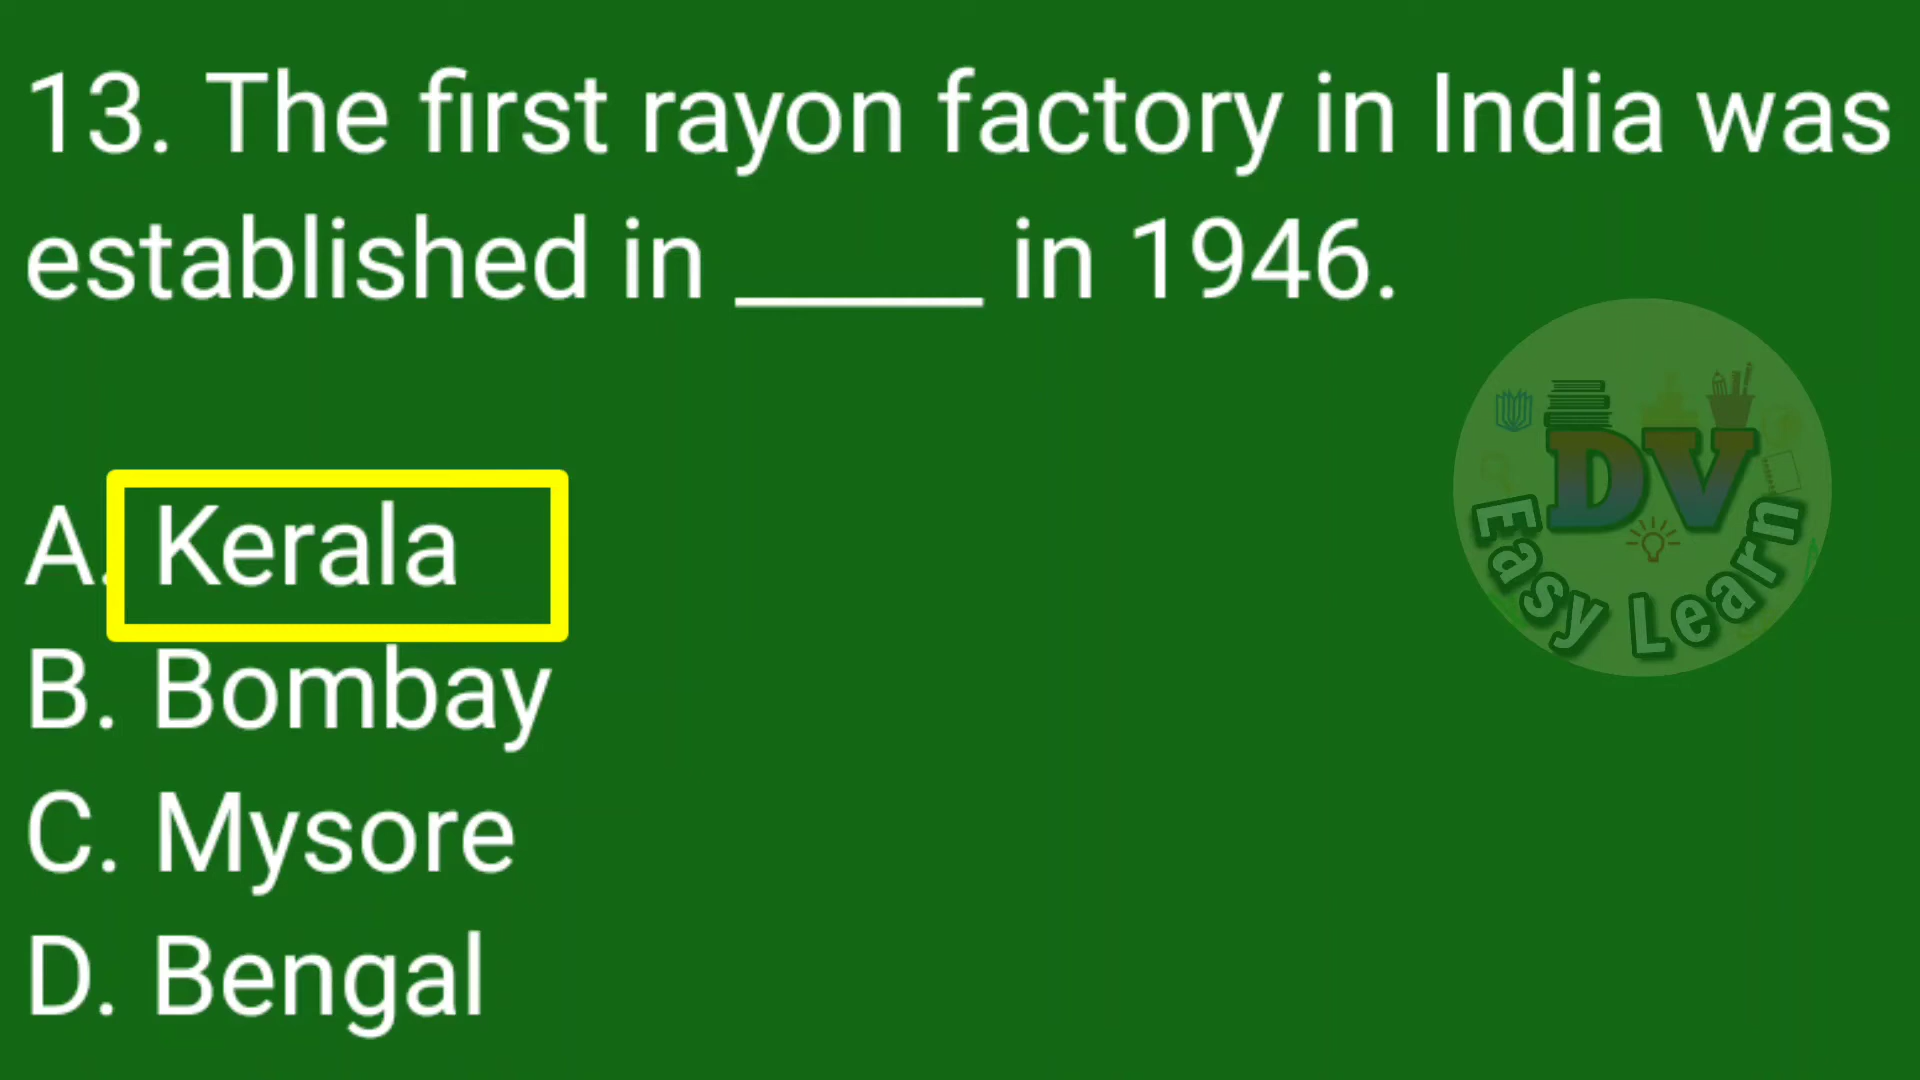 13. The first rayon factory in India was
established in _____ in 1946.
A. Kerala
B. Bombay
C. Mysore
D. Bengal
DV
Easy Learn